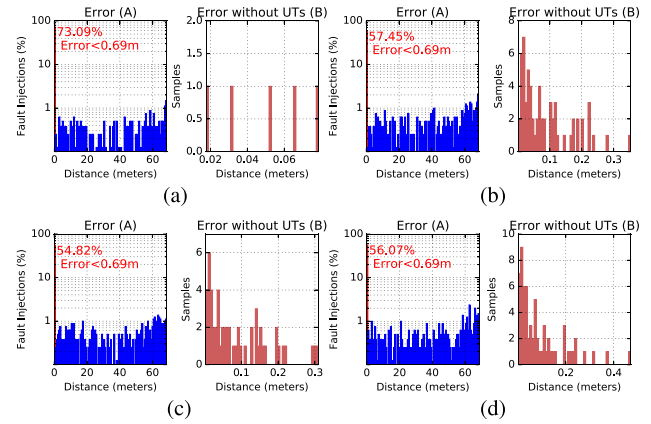 Error (A)
Fault Injections (%)
100
10
1
73.09%
Error<0.69m
0 20 40 60
Distance (meters)
Error without UTs (B)
Samples
2.0
1.5
1.0
0.5
0.0
0.02 0.04 0.06
Distance (meters)
(a)
Error (A)
Fault Injections (%)
100
10
1
57.45%
Error<0.69m
0 20 40 60
Distance (meters)
Error without UTs (B)
Samples
8
6
4
2
0
0.1 0.2 0.3
Distance (meters)
(b)
Error (A)
Fault Injections (%)
100
10
1
54.82%
Error<0.69m
0 20 40 60
Distance (meters)
Error without UTs (B)
Samples
6
4
2
0
0.0 0.1 0.2 0.3
Distance (meters)
(c)
Error (A)
Fault Injections (%)
100
10
1
56.07%
Error<0.69m
0 20 40 60
Distance (meters)
Error without UTs (B)
Samples
10
8
6
4
2
0
0.2 0.4
Distance (meters)
(d)